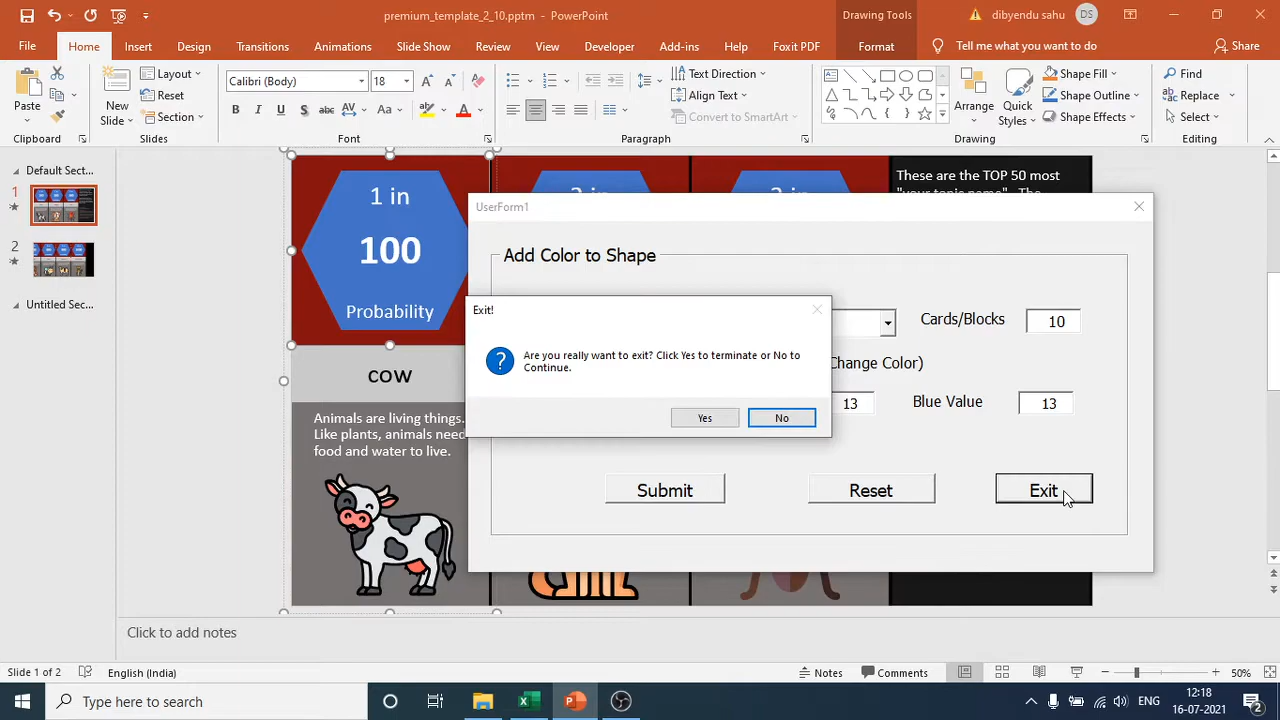 premium_template_2_10.pptm - PowerPoint
Drawing Tools
dibyendu sahu
DS
File
Home
Insert
Design
Transitions
Animations
Slide Show
Review
View
Developer
Add-ins
Help
Foxit PDF
Format
Tell me what you want to do
Share
Paste
New
Slide
Layout
Reset
Section
Calibri (Body)
18
B I U S abc AV Aa A
Text Direction
Align Text
Convert to SmartArt
Arrange
Quick
Styles
Shape Fill
Shape Outline
Shape Effects
Find
Replace
Select
Clipboard
Slides
Font
Paragraph
Drawing
Editing
Default Sect...
1
2
Untitled Sec...
1 in
100
Probability
COW
Animals are living things.
Like plants, animals need
food and water to live.
These are the TOP 50 most
UserForm1
Add Color to Shape
Cards/Blocks
10
Change Color)
13
Blue Value
13
Submit
Reset
Exit
Exit!
Are you really want to exit? Click Yes to terminate or No to
Continue.
Yes
No
Click to add notes
Slide 1 of 2
English (India)
Notes
Comments
50%
Type here to search
ENG
12:18
16-07-2021
2